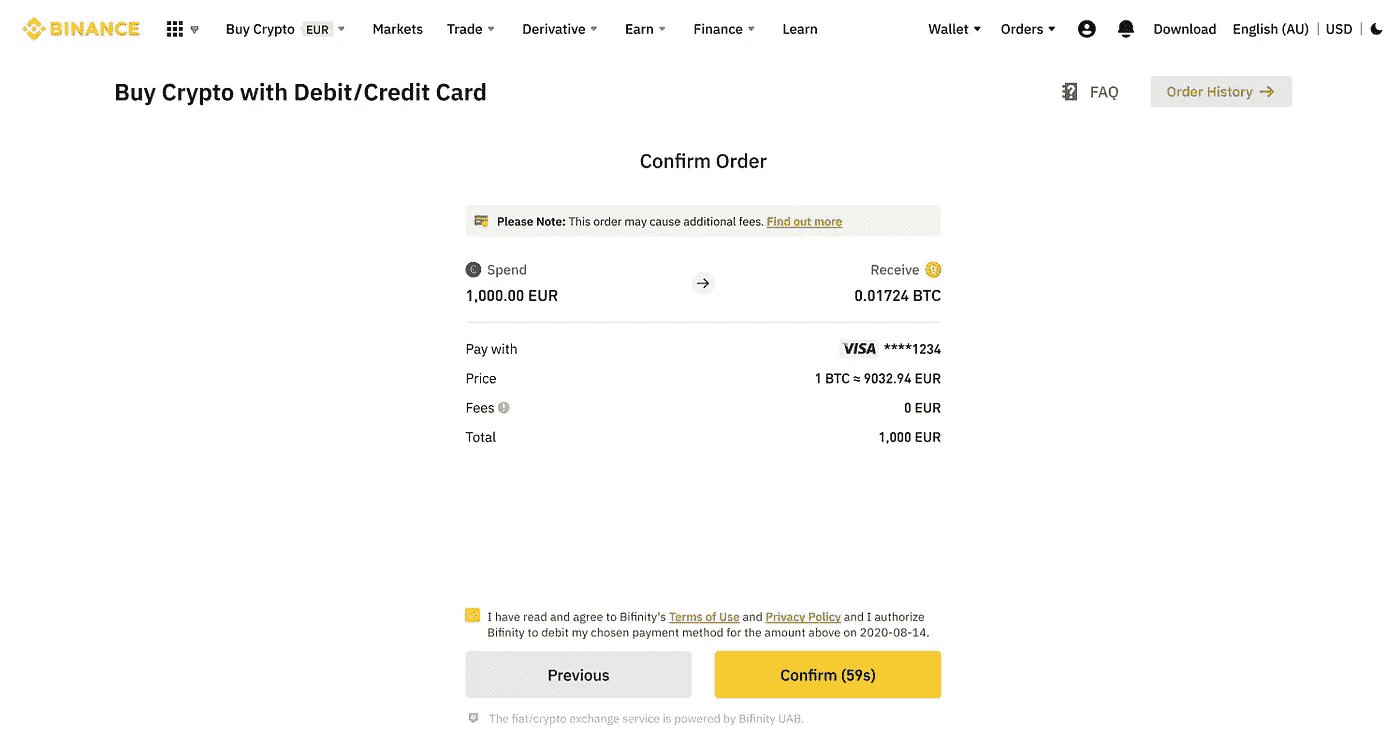 BINANCE Buy Crypto EUR Markets Trade Derivative Earn Finance Learn Wallet Orders Download English (AU) | USD |
Buy Crypto with Debit/Credit Card FAQ Order History →
Confirm Order
Please Note: This order may cause additional fees. Find out more
Spend → Receive
1,000.00 EUR 0.01724 BTC
Pay with VISA ****1234
Price 1 BTC ≈ 9032.94 EUR
Fees 0 EUR
Total 1,000 EUR
I have read and agree to Bifinity's Terms of Use and Privacy Policy and I authorize
Bifinity to debit my chosen payment method for the amount above on 2020-08-14.
Previous Confirm (59s)
The fiat/crypto exchange service is powered by Bifinity UAB.